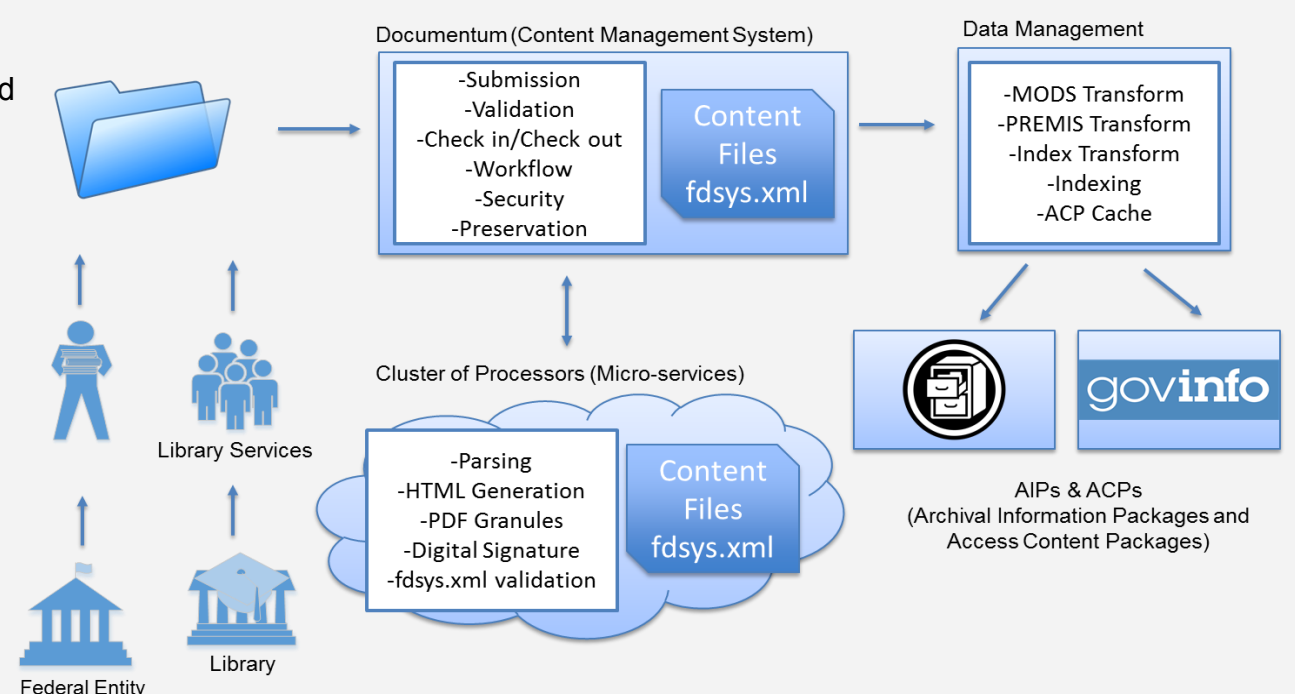 d
Documentum (Content Management System)
-Submission
-Validation
-Check in/Check out
-Workflow
-Security
-Preservation
Content
Files
fdsys.xml
Data Management
-MODS Transform
-PREMIS Transform
-Index Transform
-Indexing
-ACP Cache
Library Services
Library
Federal Entity
Cluster of Processors (Micro-services)
-Parsing
-HTML Generation
-PDF Granules
-Digital Signature
-fdsys.xml validation
Content
Files
fdsys.xml
govinfo
AIPs & ACPs
(Archival Information Packages and
Access Content Packages)